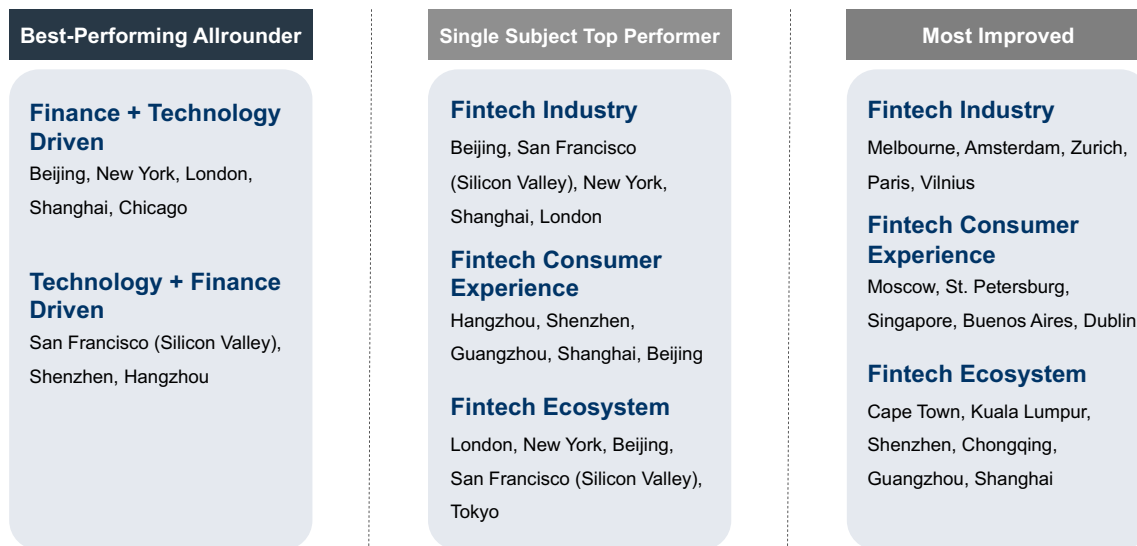 Best-Performing Allrounder
Finance + Technology
Driven
Beijing, New York, London,
Shanghai, Chicago
Technology + Finance
Driven
San Francisco (Silicon Valley),
Shenzhen, Hangzhou
Single Subject Top Performer
Fintech Industry
Beijing, San Francisco
(Silicon Valley), New York,
Shanghai, London
Fintech Consumer
Experience
Hangzhou, Shenzhen,
Guangzhou, Shanghai, Beijing
Fintech Ecosystem
London, New York, Beijing,
San Francisco (Silicon Valley),
Tokyo
Most Improved
Fintech Industry
Melbourne, Amsterdam, Zurich,
Paris, Vilnius
Fintech Consumer
Experience
Moscow, St. Petersburg,
Singapore, Buenos Aires, Dublin
Fintech Ecosystem
Cape Town, Kuala Lumpur,
Shenzhen, Chongqing,
Guangzhou, Shanghai